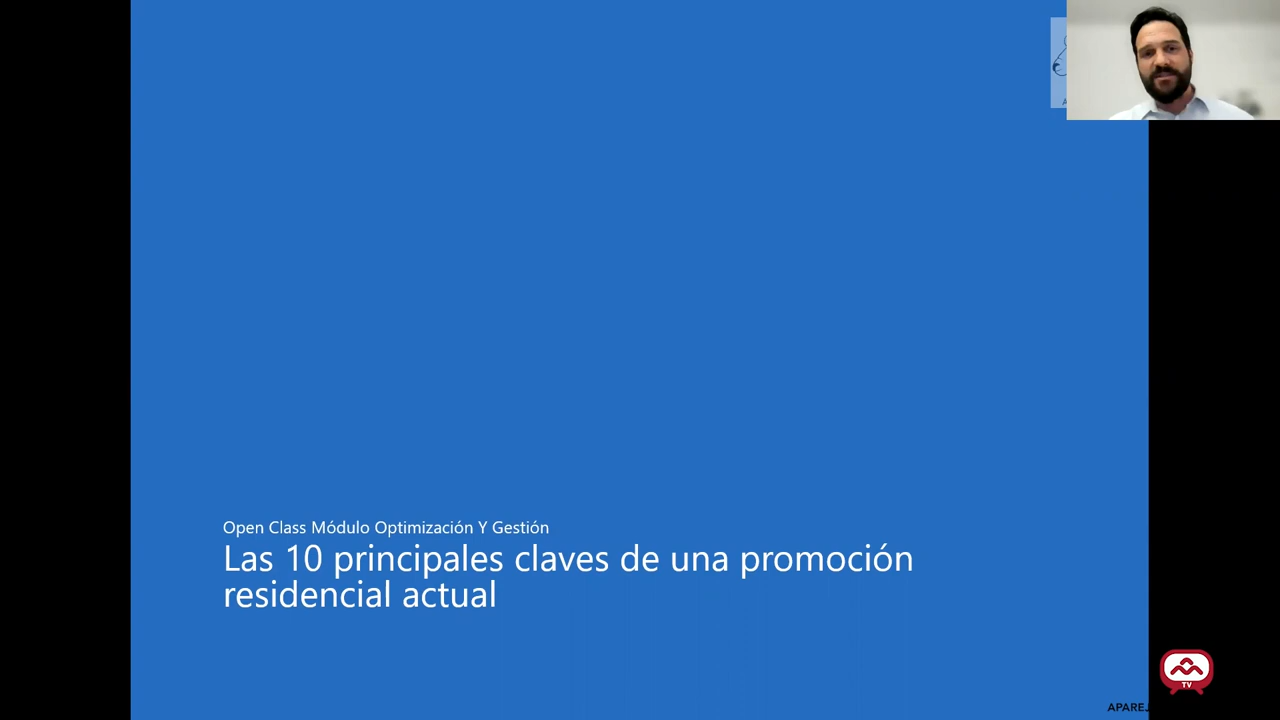 Open Class Módulo Optimización Y Gestión
Las 10 principales claves de una promoción
residencial actual
TV